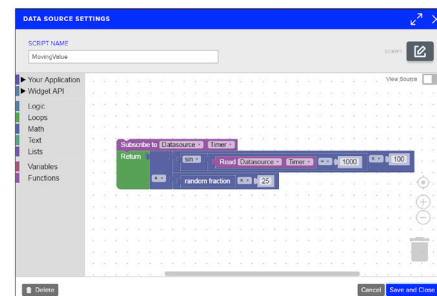 DATA SOURCE SETTINGS
SCRIPT NAME
SCRIPT
MovingValue
Your Application
View Source
Widget API
Logic
Loops
Math
Text
Lists
Variables
Functions
Subscribe to Datasource Timer
Return sin Read Datasource Timer 1000 100
random fraction 25
Delete
Cancel Save and Close